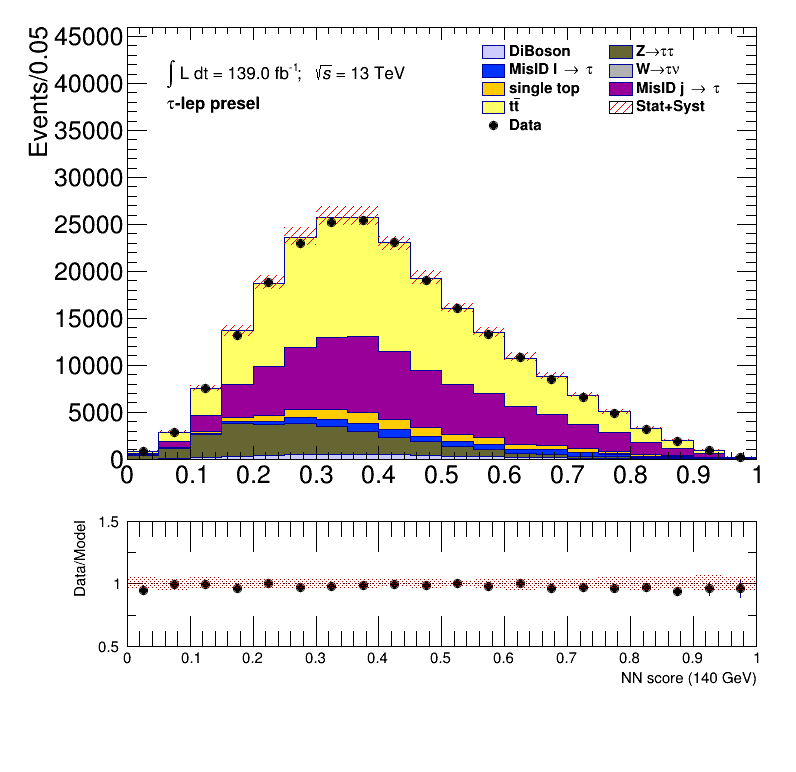 45000
40000
35000
30000
25000
20000
15000
10000
5000
0
Events/0.05
∫ L dt = 139.0 fb⁻¹; √s = 13 TeV
τ-lep presel
DiBoson
MisID l → τ
single top
tt̄
Data
Z→ττ
W→τν
MisID j → τ
Stat+Syst
0 0.1 0.2 0.3 0.4 0.5 0.6 0.7 0.8 0.9 1
Data/Model
1.5
1
0.5
0 0.1 0.2 0.3 0.4 0.5 0.6 0.7 0.8 0.9 1
NN score (140 GeV)